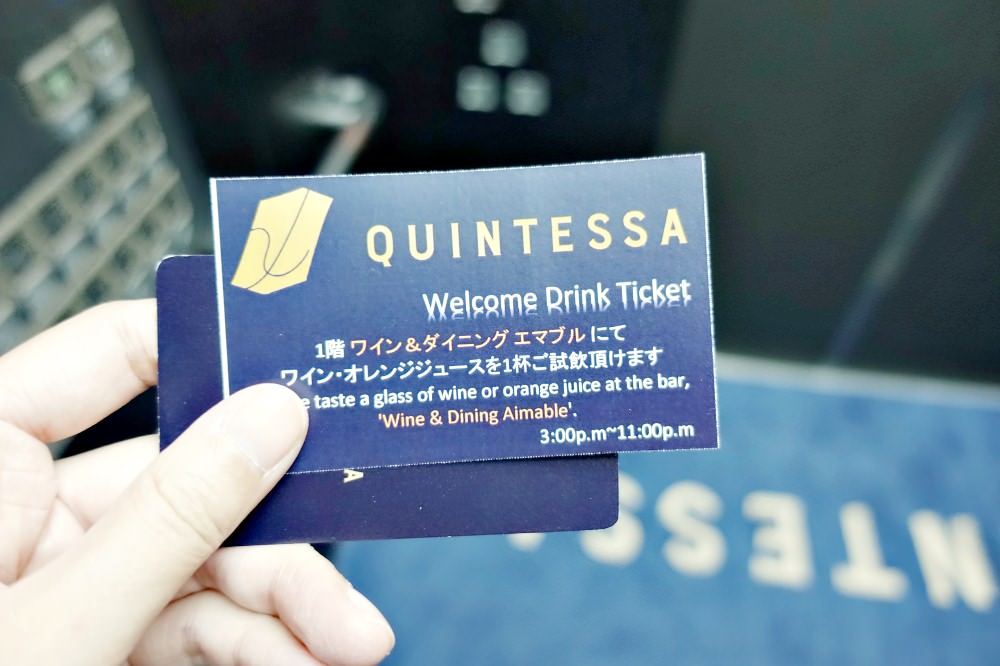 QUINTESSA
Welcome Drink Ticket
1階 ワイン&ダイニング エマブル にて
ワイン・オレンジジュースを1杯ご試飲頂けます
taste a glass of wine or orange juice at the bar,
'Wine & Dining Aimable'.
3:00p.m~11:00p.m
A
NTESS